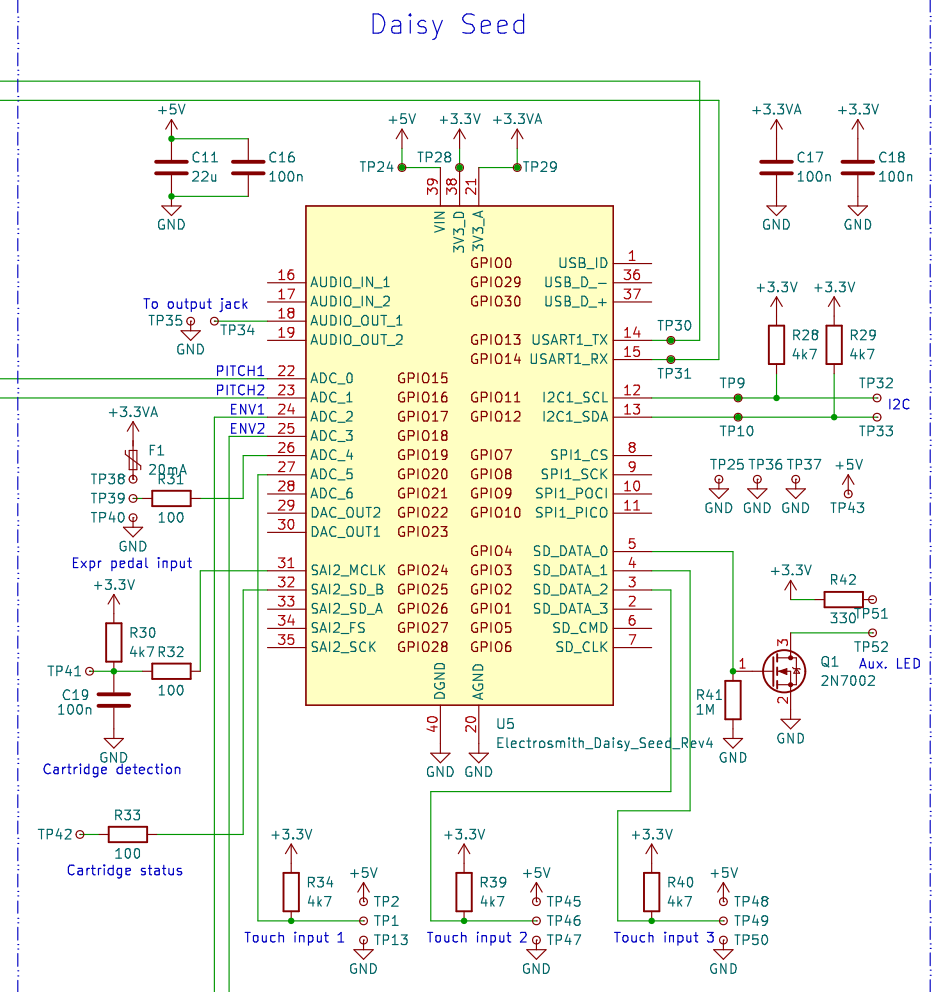 Daisy Seed
+5V
C11
22u
C16
100n
GND
+5V
+3.3V
+3.3VA
TP24
TP28
TP29
39
38
21
VIN
3V3_D
3V3_A
+3.3VA
C17
100n
GND
+3.3V
C18
100n
GND
GPIO0 USB_ID 1
16 AUDIO_IN_1 GPIO29 USB_D_- 36
17 AUDIO_IN_2 GPIO30 USB_D_+ 37
To output jack
TP35
TP34
GND
18 AUDIO_OUT_1
19 AUDIO_OUT_2 GPIO13 USART1_TX 14 TP30
GPIO14 USART1_RX 15 TP31
+3.3V
R28
4k7
+3.3V
R29
4k7
PITCH1 22 ADC_0 GPIO15
PITCH2 23 ADC_1 GPIO16 GPIO11 I2C1_SCL 12 TP9 TP32
I2C
ENV1 24 ADC_2 GPIO17 GPIO12 I2C1_SDA 13 TP10 TP33
ENV2 25 ADC_3 GPIO18
26 ADC_4 GPIO19 GPIO7 SPI1_CS 8
27 ADC_5 GPIO20 GPIO8 SPI1_SCK 9
28 ADC_6 GPIO21 GPIO9 SPI1_POCI 10
29 DAC_OUT2 GPIO22 GPIO10 SPI1_PICO 11
30 DAC_OUT1 GPIO23
+3.3VA
F1
20mA
TP38
R31
TP39
100
TP40
GND
Expr pedal input
TP25
GND
TP36
GND
TP37
GND
+5V
TP43
GPIO4 SD_DATA_0 5
31 SAI2_MCLK GPIO24 GPIO3 SD_DATA_1 4
32 SAI2_SD_B GPIO25 GPIO2 SD_DATA_2 3
33 SAI2_SD_A GPIO26 GPIO1 SD_DATA_3 2
34 SAI2_FS GPIO27 GPIO5 SD_CMD 6
35 SAI2_SCK GPIO28 GPIO6 SD_CLK 7
+3.3V
R30
4k7
R32
100
TP41
C19
100n
GND
Cartridge detection
DGND
AGND
40
20
GND
GND
U5
Electrosmith_Daisy_Seed_Rev4
+3.3V
R42
330
TP51
TP52
Aux. LED
3
1
2
Q1
2N7002
R41
1M
GND
GND
TP42
R33
100
Cartridge status
+3.3V
R34
4k7
+5V
TP2
TP1
TP13
GND
Touch input 1
+3.3V
R39
4k7
+5V
TP45
TP46
TP47
GND
Touch input 2
+3.3V
R40
4k7
+5V
TP48
TP49
TP50
GND
Touch input 3